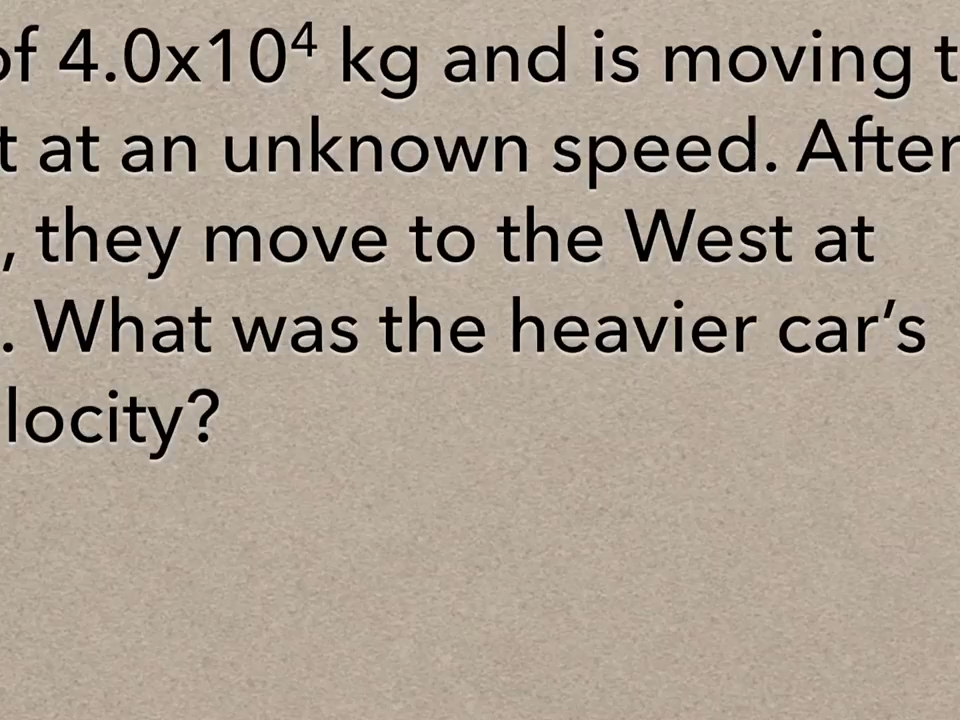 of 4.0x10⁴ kg and is moving t
t at an unknown speed. After
, they move to the West at
. What was the heavier car’s
locity?